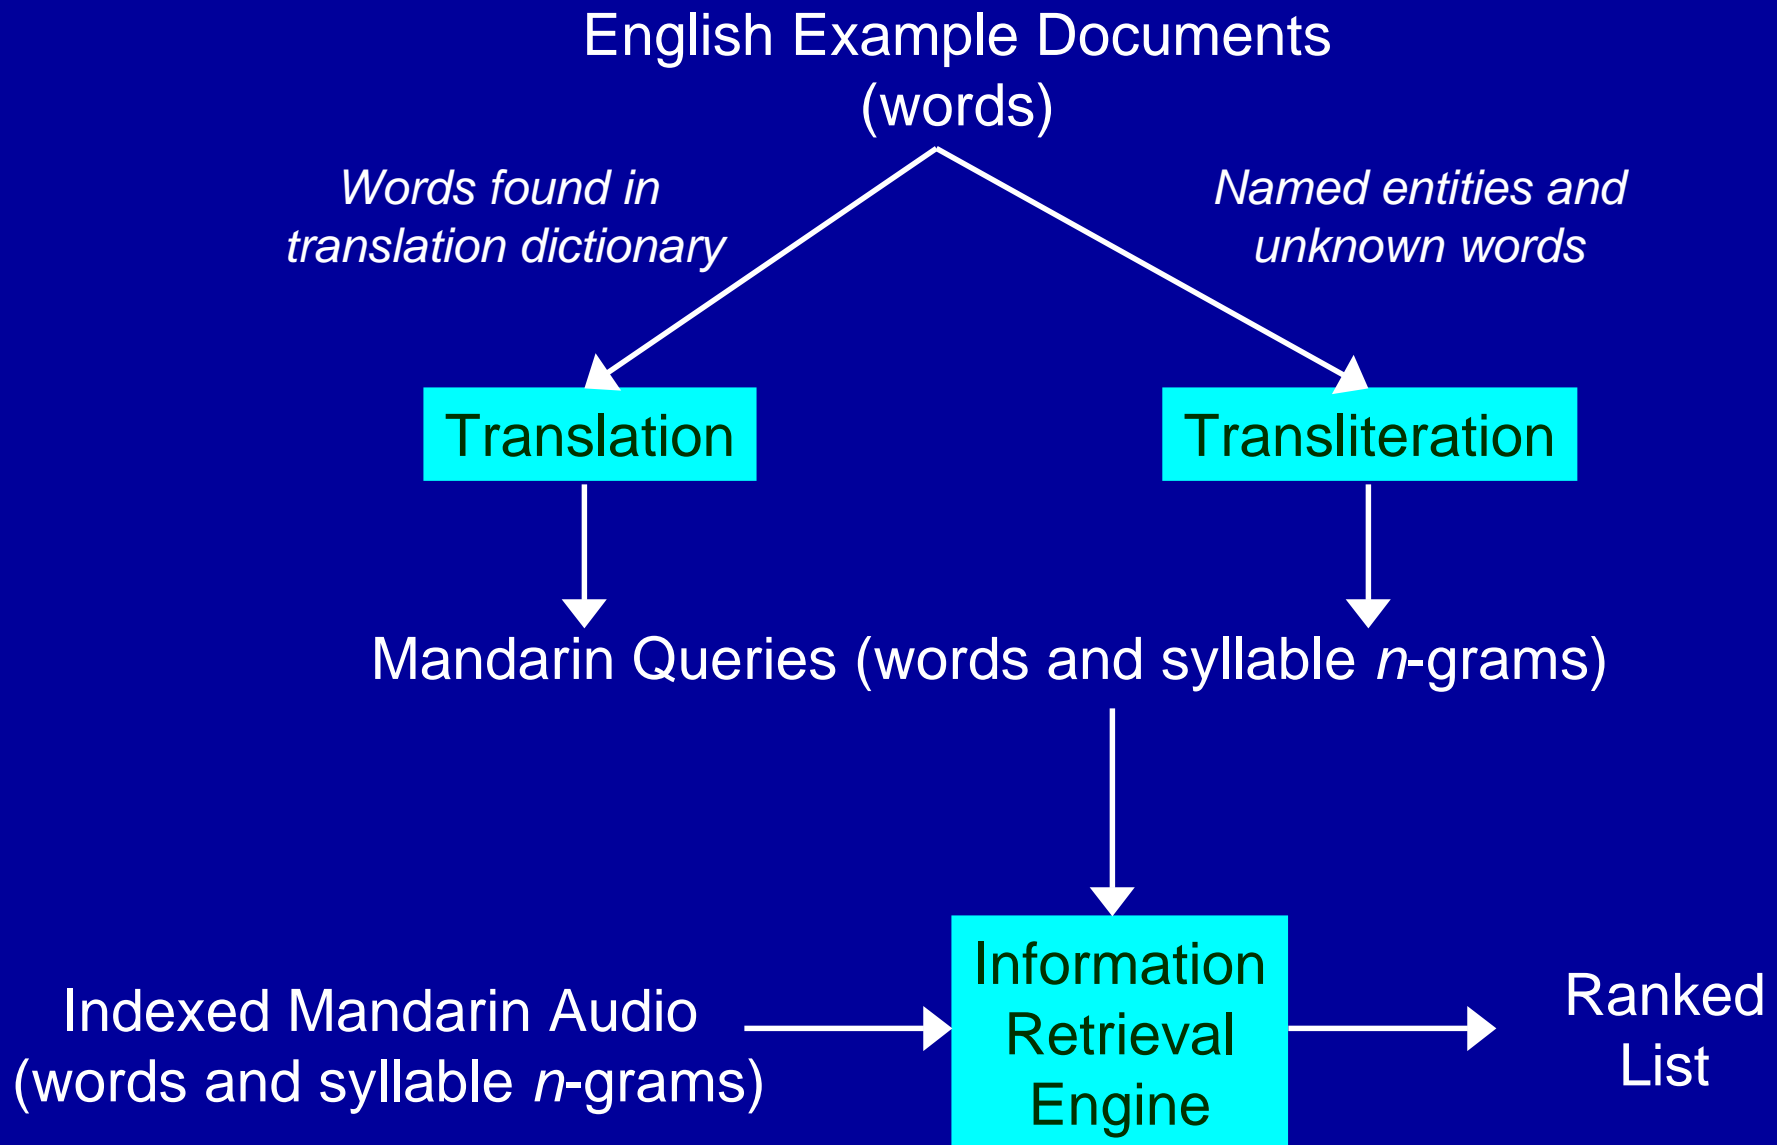 English Example Documents
(words)
Words found in
translation dictionary
Named entities and
unknown words
Translation
Transliteration
Mandarin Queries (words and syllable n-grams)
Indexed Mandarin Audio
(words and syllable n-grams)
Information
Retrieval
Engine
Ranked
List